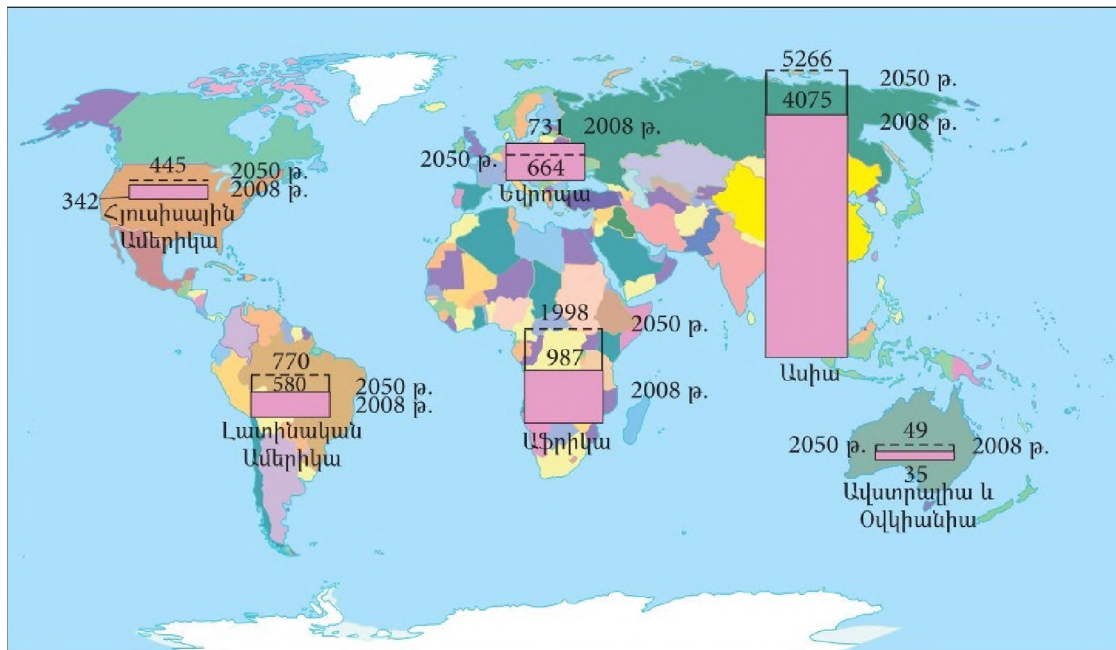 445
2050 թ.
2008 թ.
342
Հյուսիսային
Ամերիկա
731
2008 թ.
2050 թ.
664
Եվրոպա
5266
2050 թ.
4075
2008 թ.
Ասիա
1998
2050 թ.
987
2008 թ.
Աֆրիկա
770
580
2050 թ.
2008 թ.
Լատինական
Ամերիկա
49
2050 թ.
2008 թ.
35
Ավստրալիա և
Օվկիանիա